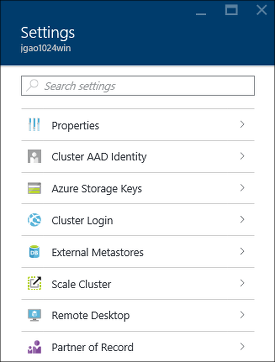 Settings
jgao1024win
Search settings
Properties
Cluster AAD Identity
Azure Storage Keys
Cluster Login
External Metastores
Scale Cluster
Remote Desktop
Partner of Record